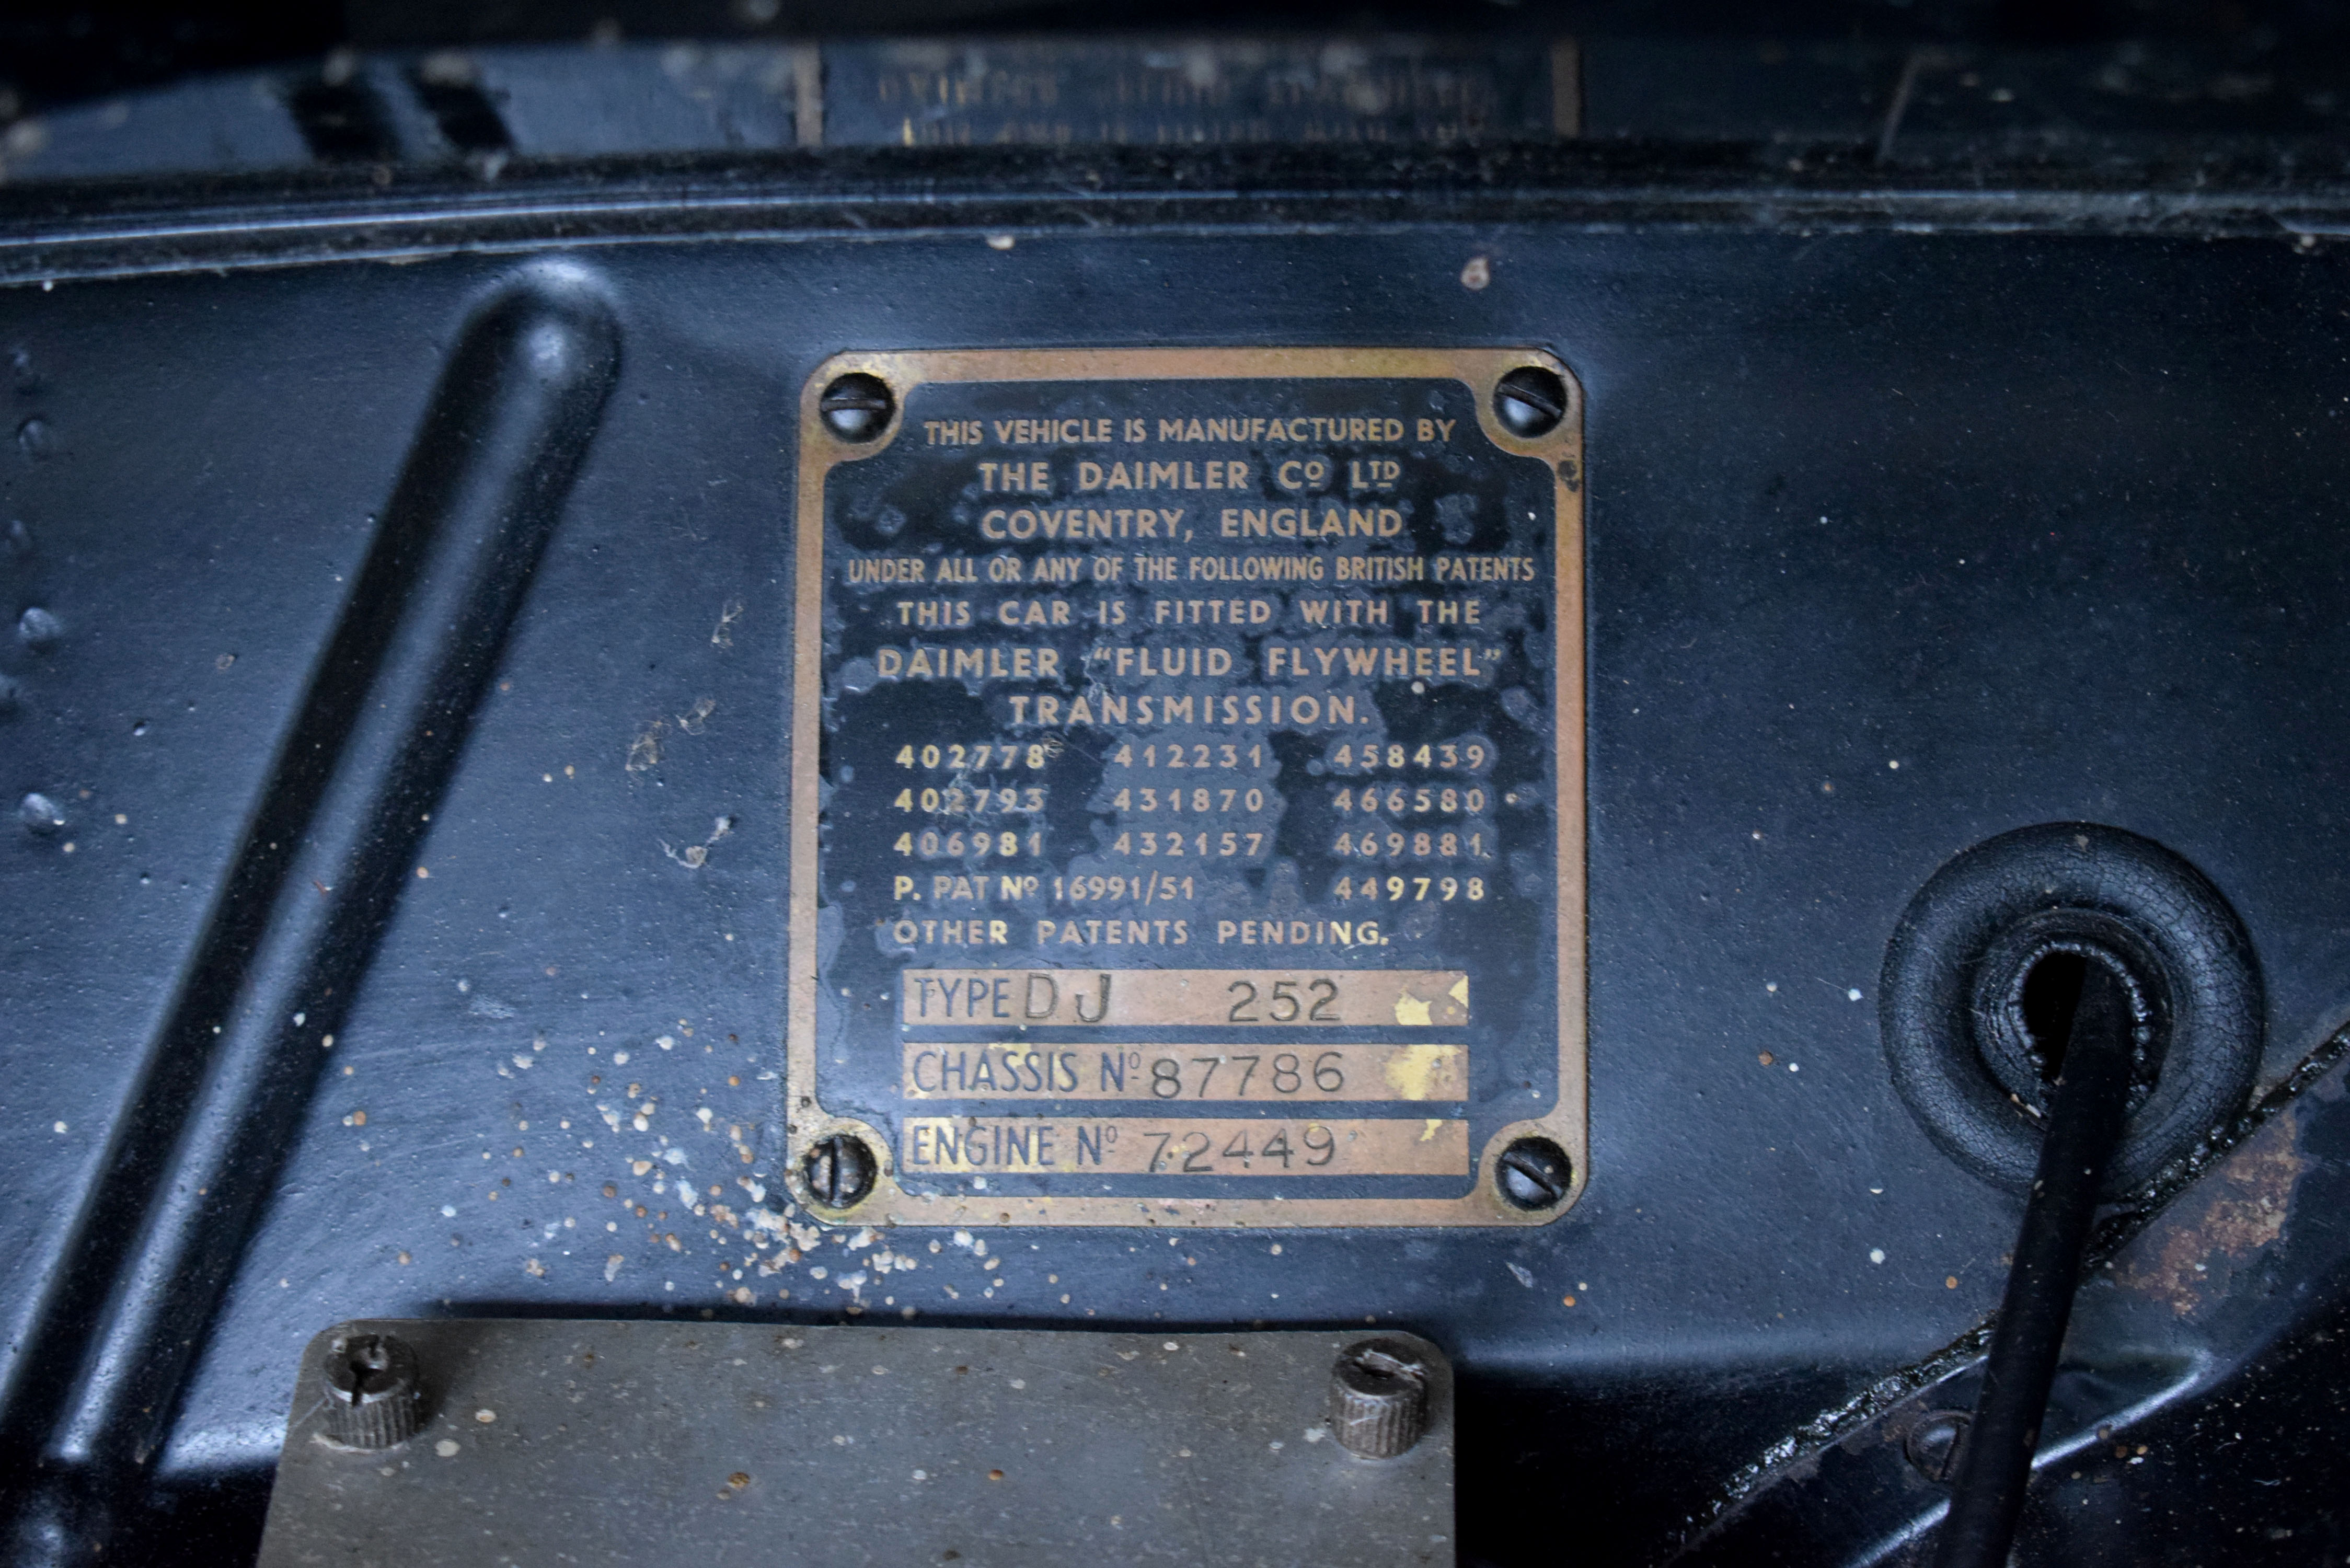 THIS VEHICLE IS MANUFACTURED BY
THE DAIMLER Cº LTD
COVENTRY, ENGLAND
UNDER ALL OR ANY OF THE FOLLOWING BRITISH PATENTS
THIS CAR IS FITTED WITH THE
DAIMLER "FLUID FLYWHEEL"
TRANSMISSION.
402778 412231 458439
402793 431870 466580
406981 432157 469881
P. PAT Nº 16991/51 449798
OTHER PATENTS PENDING.
TYPE DJ 252
CHASSIS Nº 87786
ENGINE Nº 72449